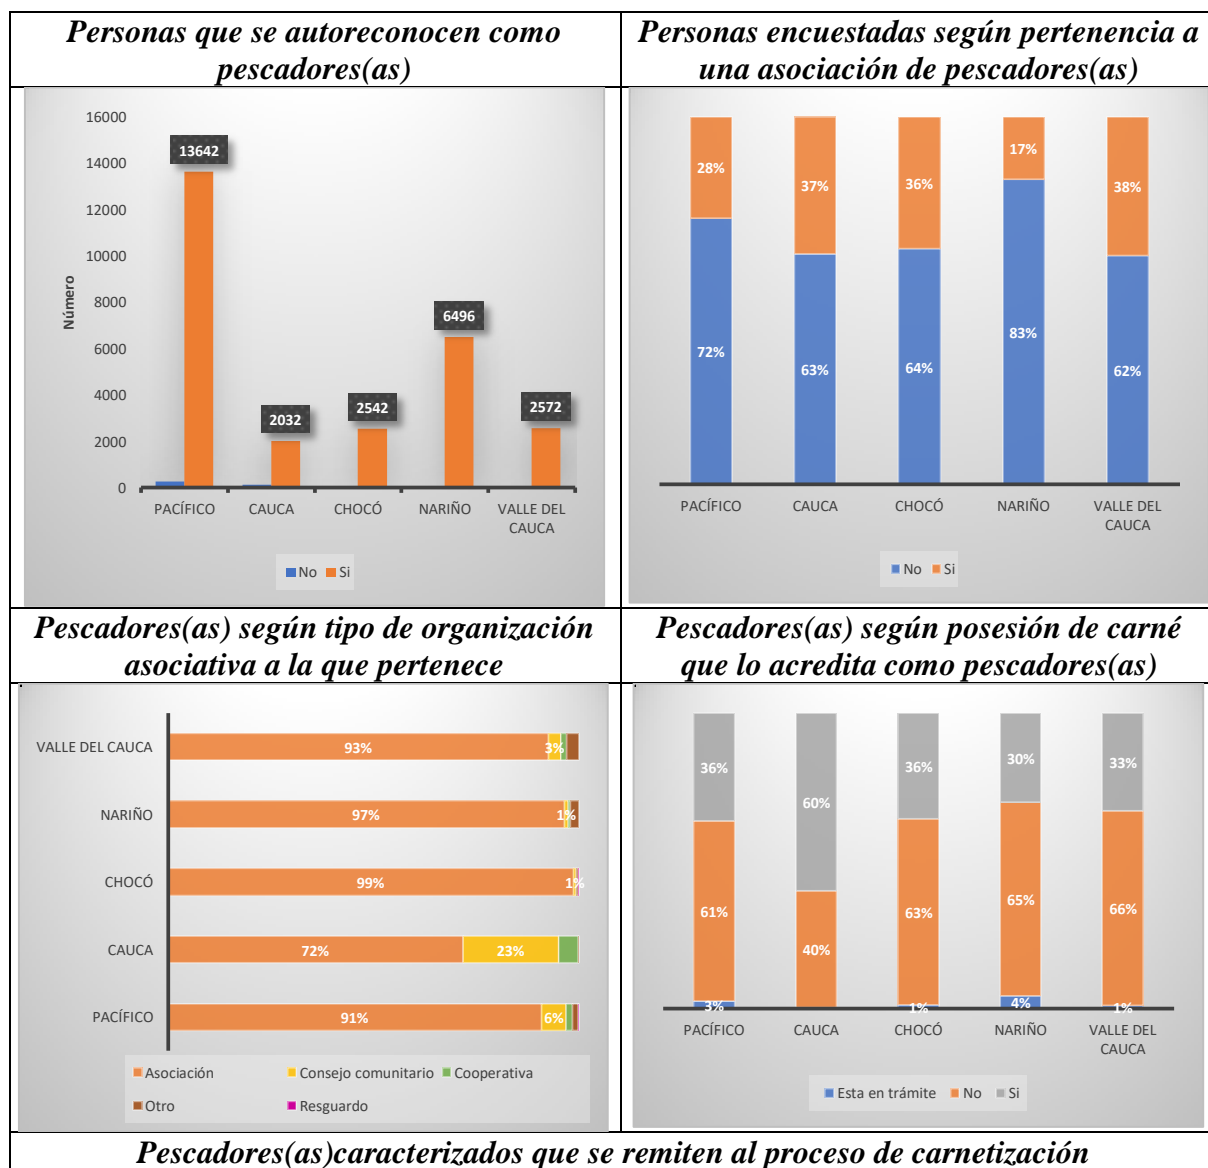 Personas que se autoreconocen como
pescadores(as)
16000
14000
12000
10000
8000
6000
4000
2000
0
Número
13642
2032
2542
6496
2572
PACÍFICO
CAUCA
CHOCÓ
NARIÑO
VALLE DEL
CAUCA
No Si
Personas encuestadas según pertenencia a
una asociación de pescadores(as)
28%
37%
36%
17%
38%
72%
63%
64%
83%
62%
PACÍFICO
CAUCA
CHOCÓ
NARIÑO
VALLE DEL
CAUCA
No Si
Pescadores(as) según tipo de organización
asociativa a la que pertenece
VALLE DEL CAUCA 93% 3%
NARIÑO 97% 1%
CHOCÓ 99% 1%
CAUCA 72% 23%
PACÍFICO 91% 6%
Asociación Consejo comunitario Cooperativa
Otro Resguardo
Pescadores(as) según posesión de carné
que lo acredita como pescadores(as)
36%
60%
36%
30%
33%
61%
40%
63%
65%
66%
3%
1%
4%
1%
PACÍFICO
CAUCA
CHOCÓ
NARIÑO
VALLE DEL
CAUCA
Esta en trámite No Si
Pescadores(as)caracterizados que se remiten al proceso de carnetización